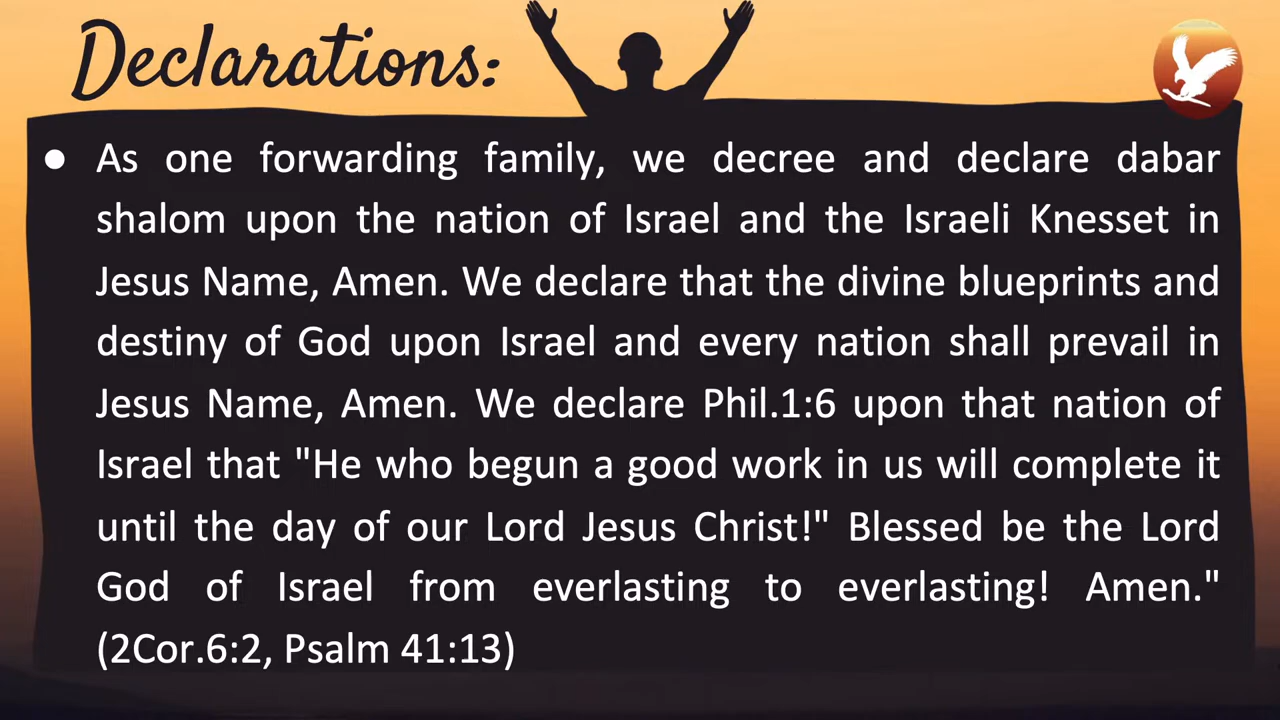 Declarations:
● As one forwarding family, we decree and declare dabar
shalom upon the nation of Israel and the Israeli Knesset in
Jesus Name, Amen. We declare that the divine blueprints and
destiny of God upon Israel and every nation shall prevail in
Jesus Name, Amen. We declare Phil.1:6 upon that nation of
Israel that "He who begun a good work in us will complete it
until the day of our Lord Jesus Christ!" Blessed be the Lord
God of Israel from everlasting to everlasting! Amen."
(2Cor.6:2, Psalm 41:13)